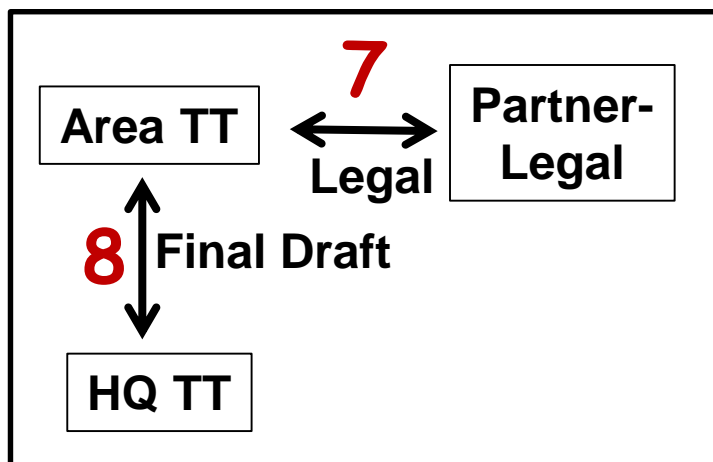 7
Area TT
Partner-
Legal
Legal
8
Final Draft
HQ TT